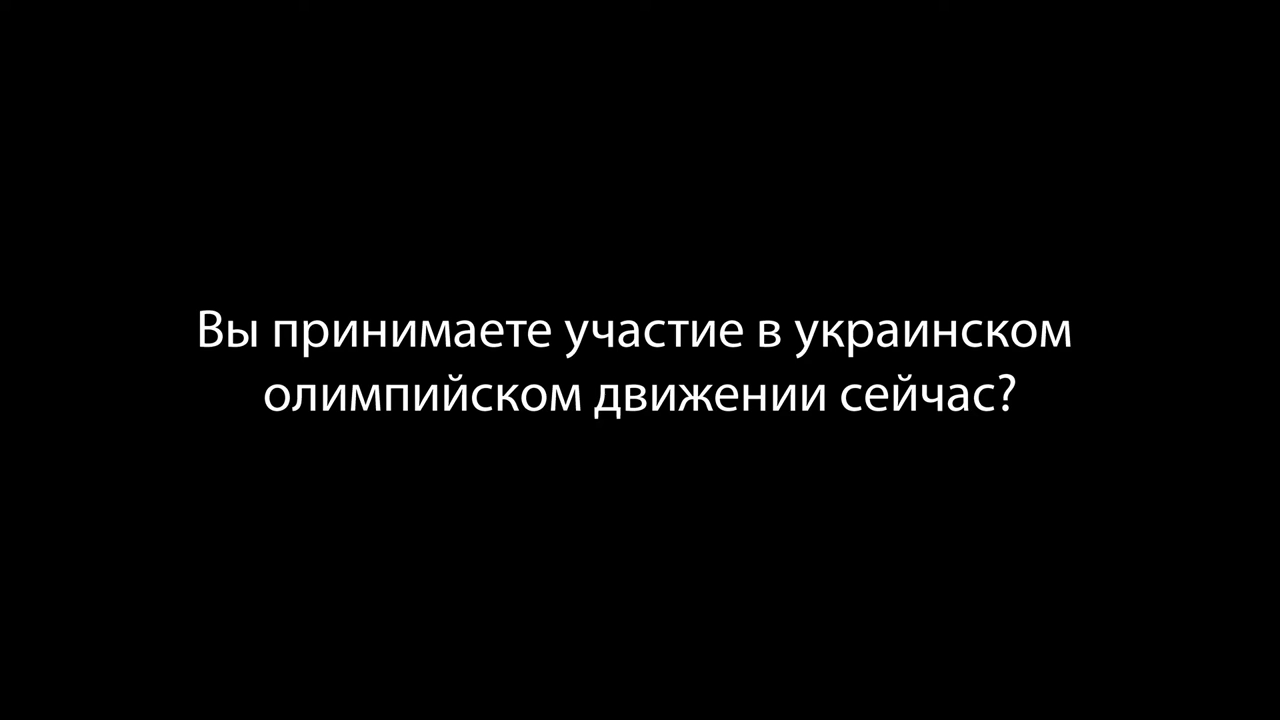 Вы принимаете участие в украинском
олимпийском движении сейчас?